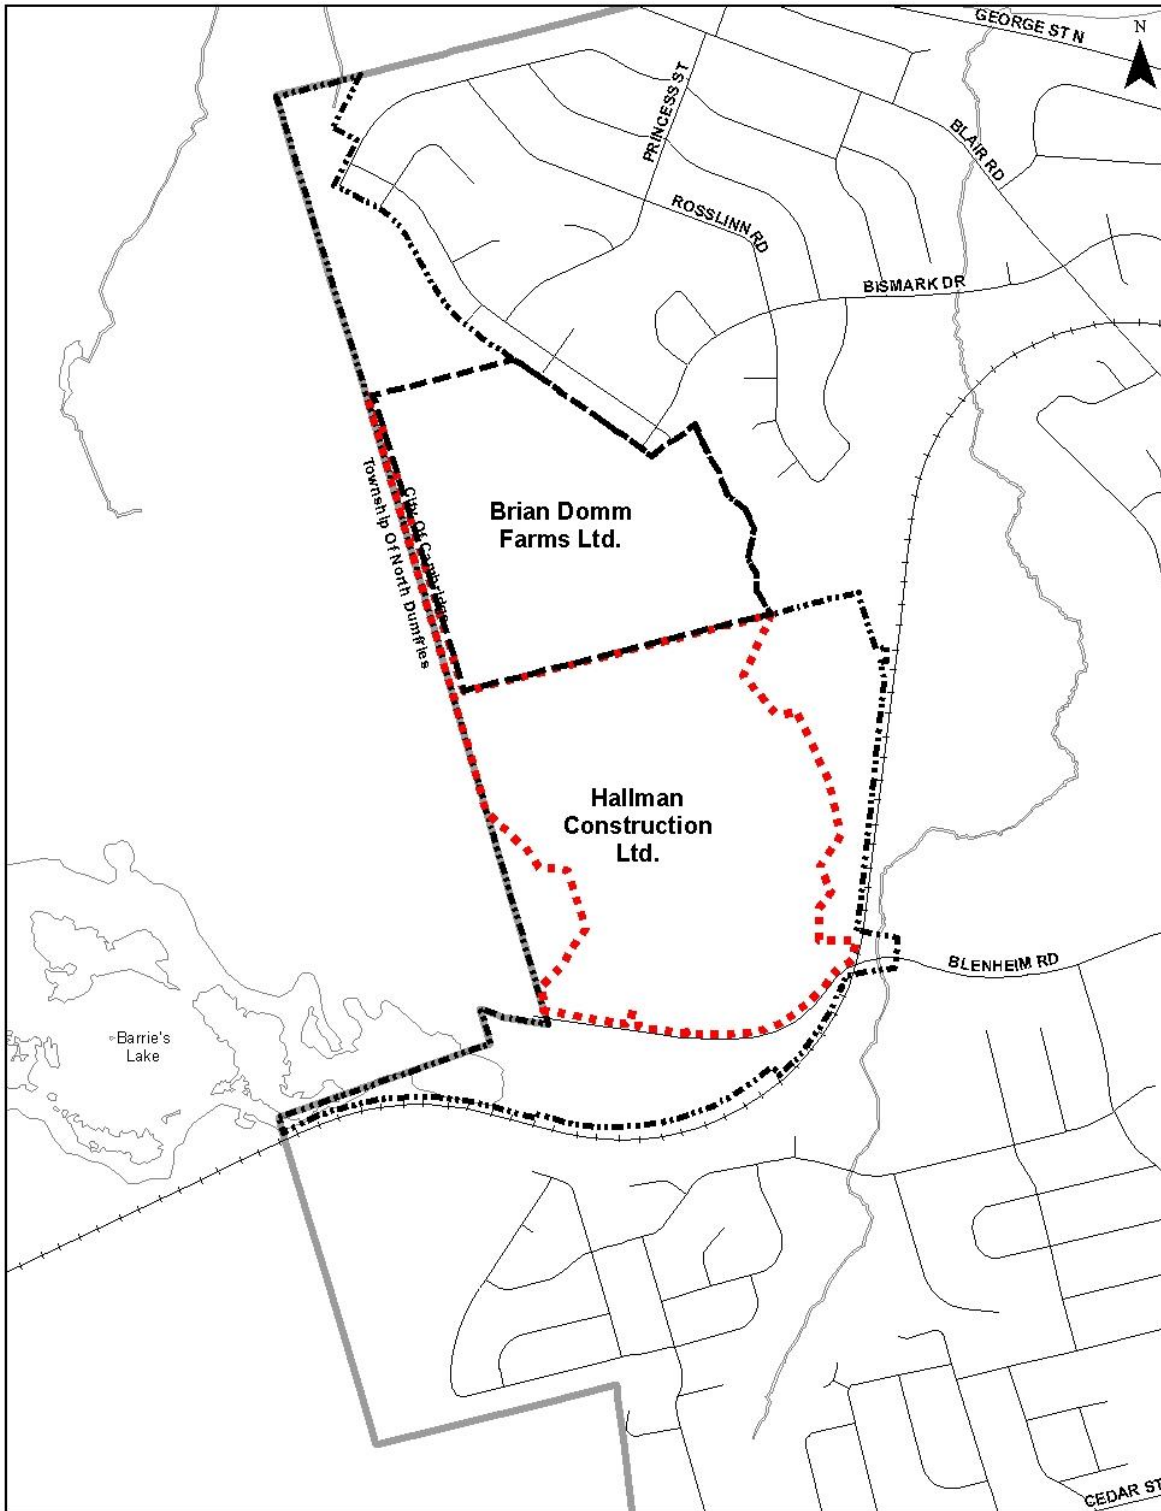 GEORGE ST N
N
PRINCESS ST
BLAIR RD
ROSSLINN RD
BISMARK DR
Brian Domm
Farms Ltd.
City Of Cambridge
Township Of North Dumfries
Hallman
Construction
Ltd.
BLENHEIM RD
Barrie's
Lake
CEDAR ST